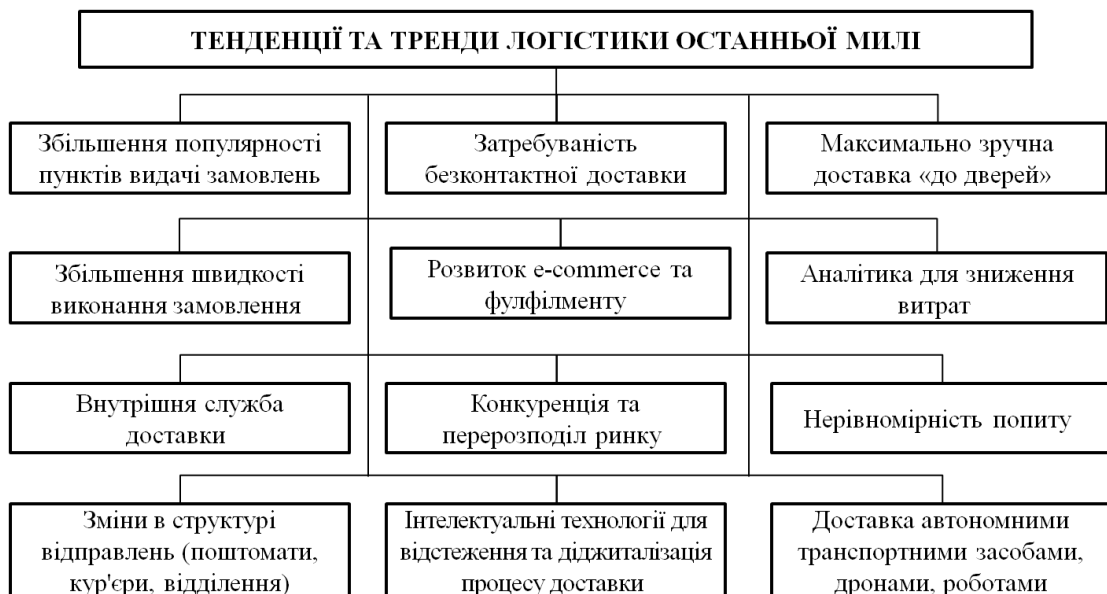 ТЕНДЕНЦІЇ ТА ТРЕНДИ ЛОГІСТИКИ ОСТАННЬОЇ МИЛІ
Збільшення популярності
пунктів видачі замовлень
Затребуваність
безконтактної доставки
Максимально зручна
доставка «до дверей»
Збільшення швидкості
виконання замовлення
Розвиток e-commerce та
фулфілменту
Аналітика для зниження
витрат
Внутрішня служба
доставки
Конкуренція та
перерозподіл ринку
Нерівномірність попиту
Зміни в структурі
відправлень (поштомати,
кур'єри, відділення)
Інтелектуальні технології для
відстеження та діджиталізація
процесу доставки
Доставка автономними
транспортними засобами,
дронами, роботами